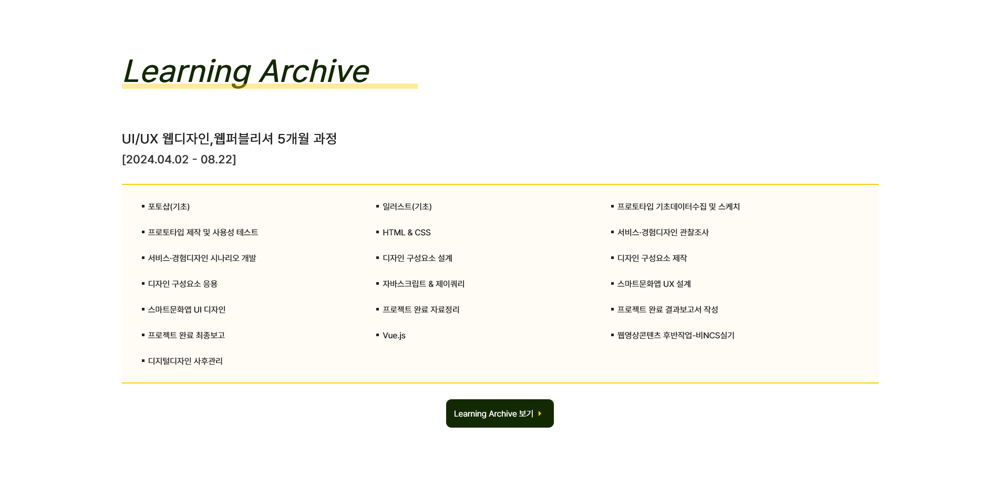 Learning Archive
UI/UX 웹디자인,웹퍼블리셔 5개월 과정
[2024.04.02 - 08.22]
▪ 포토샵(기초)
▪ 일러스트(기초)
▪ 프로토타입 기초데이터수집 및 스케치
▪ 프로토타입 제작 및 사용성 테스트
▪ HTML & CSS
▪ 서비스·경험디자인 관찰조사
▪ 서비스·경험디자인 시나리오 개발
▪ 디자인 구성요소 설계
▪ 디자인 구성요소 제작
▪ 디자인 구성요소 응용
▪ 자바스크립트 & 제이쿼리
▪ 스마트문화앱 UX 설계
▪ 스마트문화앱 UI 디자인
▪ 프로젝트 완료 자료정리
▪ 프로젝트 완료 결과보고서 작성
▪ 프로젝트 완료 최종보고
▪ Vue.js
▪ 웹영상콘텐츠 후반작업-비NCS실기
▪ 디지털디자인 사후관리
Learning Archive 보기